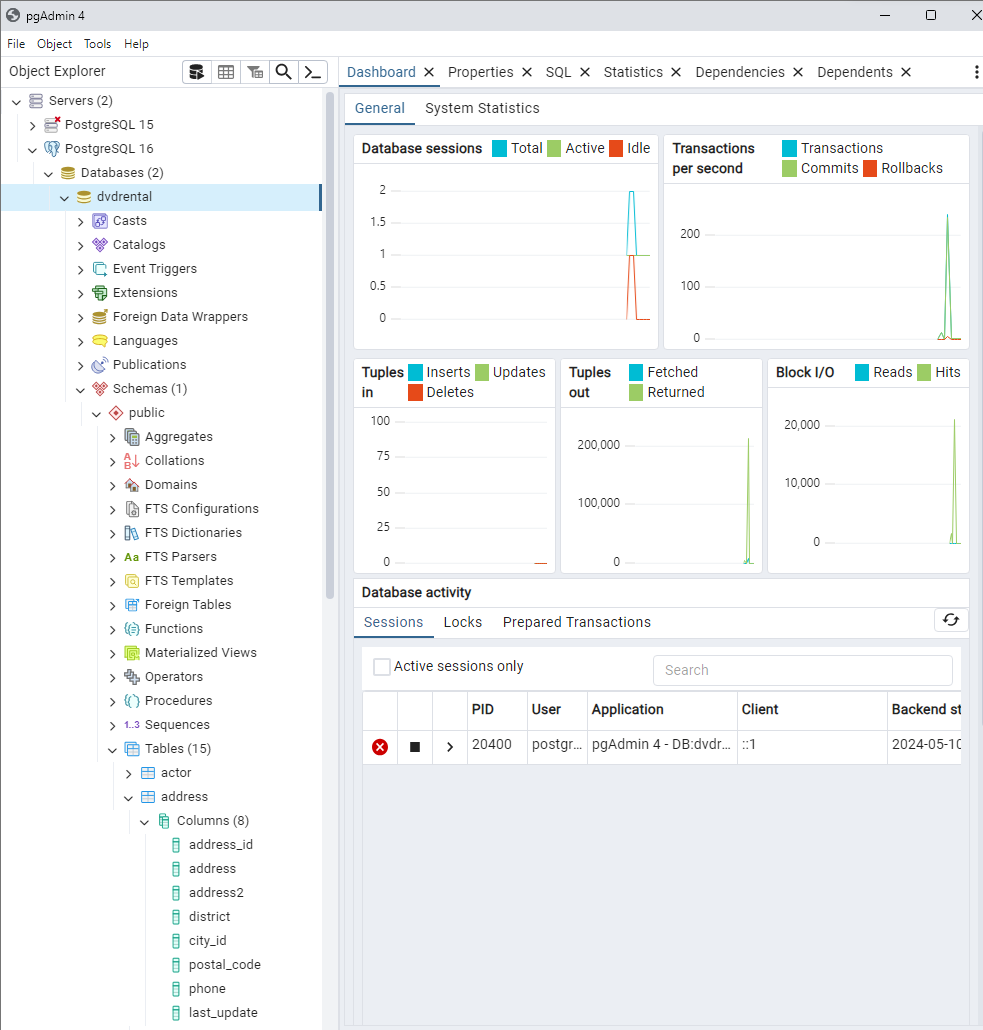 pgAdmin 4
File Object Tools Help
Object Explorer
Servers (2)
PostgreSQL 15
PostgreSQL 16
Databases (2)
dvdrental
Casts
Catalogs
Event Triggers
Extensions
Foreign Data Wrappers
Languages
Publications
Schemas (1)
public
Aggregates
Collations
Domains
FTS Configurations
FTS Dictionaries
Aa FTS Parsers
FTS Templates
Foreign Tables
Functions
Materialized Views
Operators
Procedures
1..3 Sequences
Tables (15)
actor
address
Columns (8)
address_id
address
address2
district
city_id
postal_code
phone
last_update
Dashboard Properties SQL Statistics Dependencies Dependents
General System Statistics
Database sessions Total Active Idle
2
1.5
1
0.5
0
Transactions per second Transactions
Commits Rollbacks
200
100
0
Tuples in Inserts Updates
Deletes
100
75
50
25
0
Tuples out Fetched
Returned
200,000
100,000
0
Block I/O Reads Hits
20,000
10,000
0
Database activity
Sessions Locks Prepared Transactions
Active sessions only Search
PID User Application Client Backend st
20400 postgr... pgAdmin 4 - DB:dvdr... ::1 2024-05-10